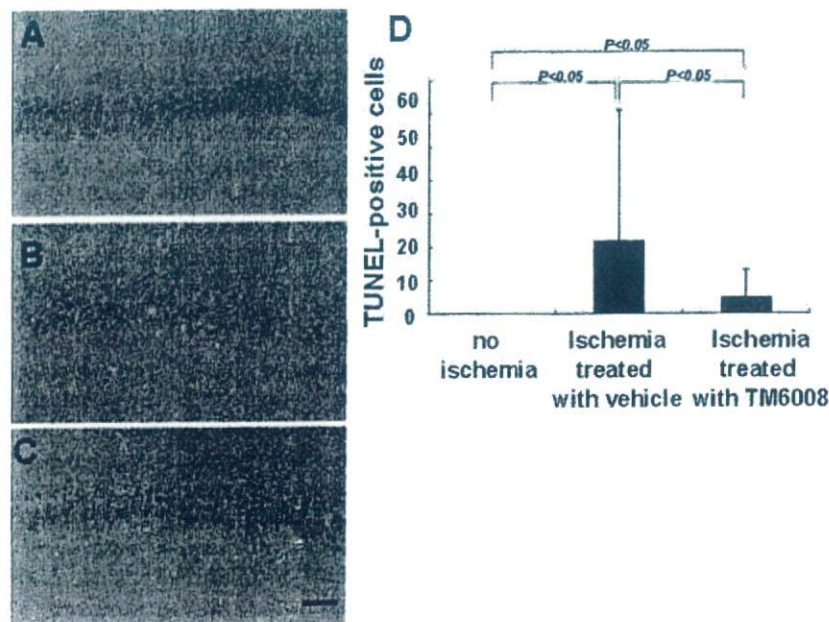 A
B
C
D
P<0.05
P<0.05
P<0.05
TUNEL-positive cells
60
50
40
30
20
10
0
no
ischemia
Ischemia
treated
with vehicle
Ischemia
treated
with TM6008